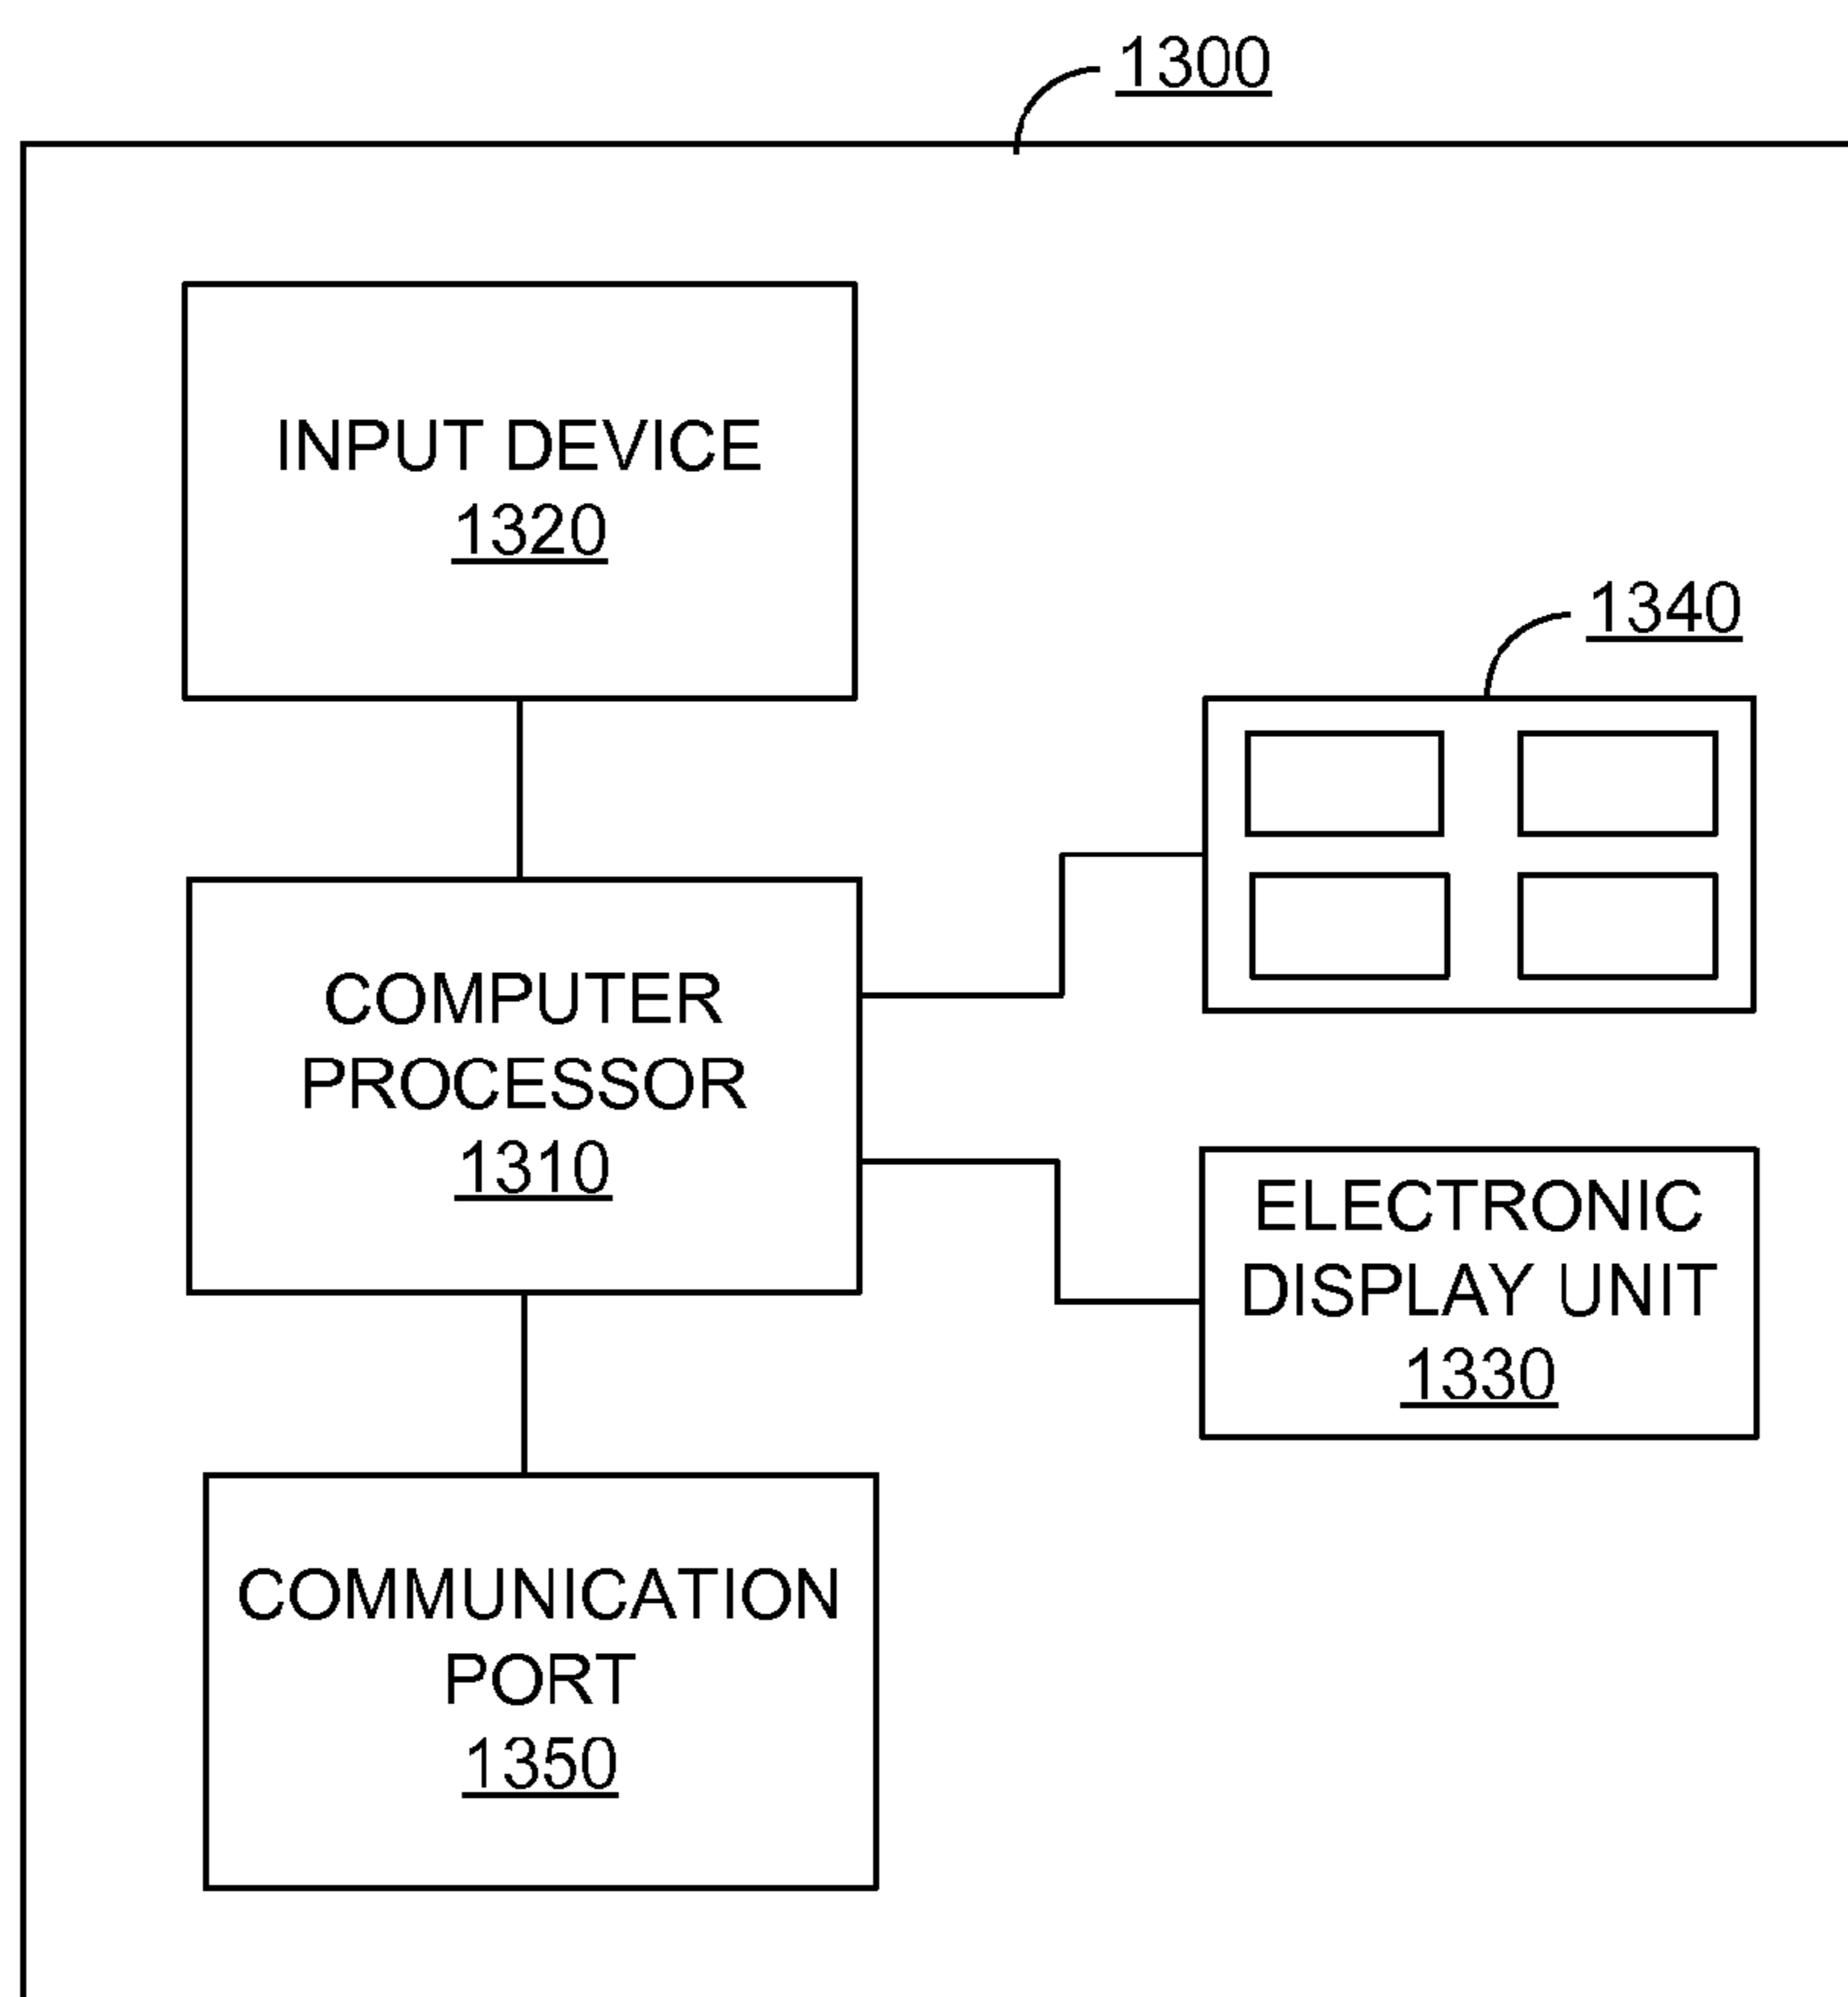 1300
INPUT DEVICE
1320
1340
COMPUTER
PROCESSOR
1310
ELECTRONIC
DISPLAY UNIT
1330
COMMUNICATION
PORT
1350